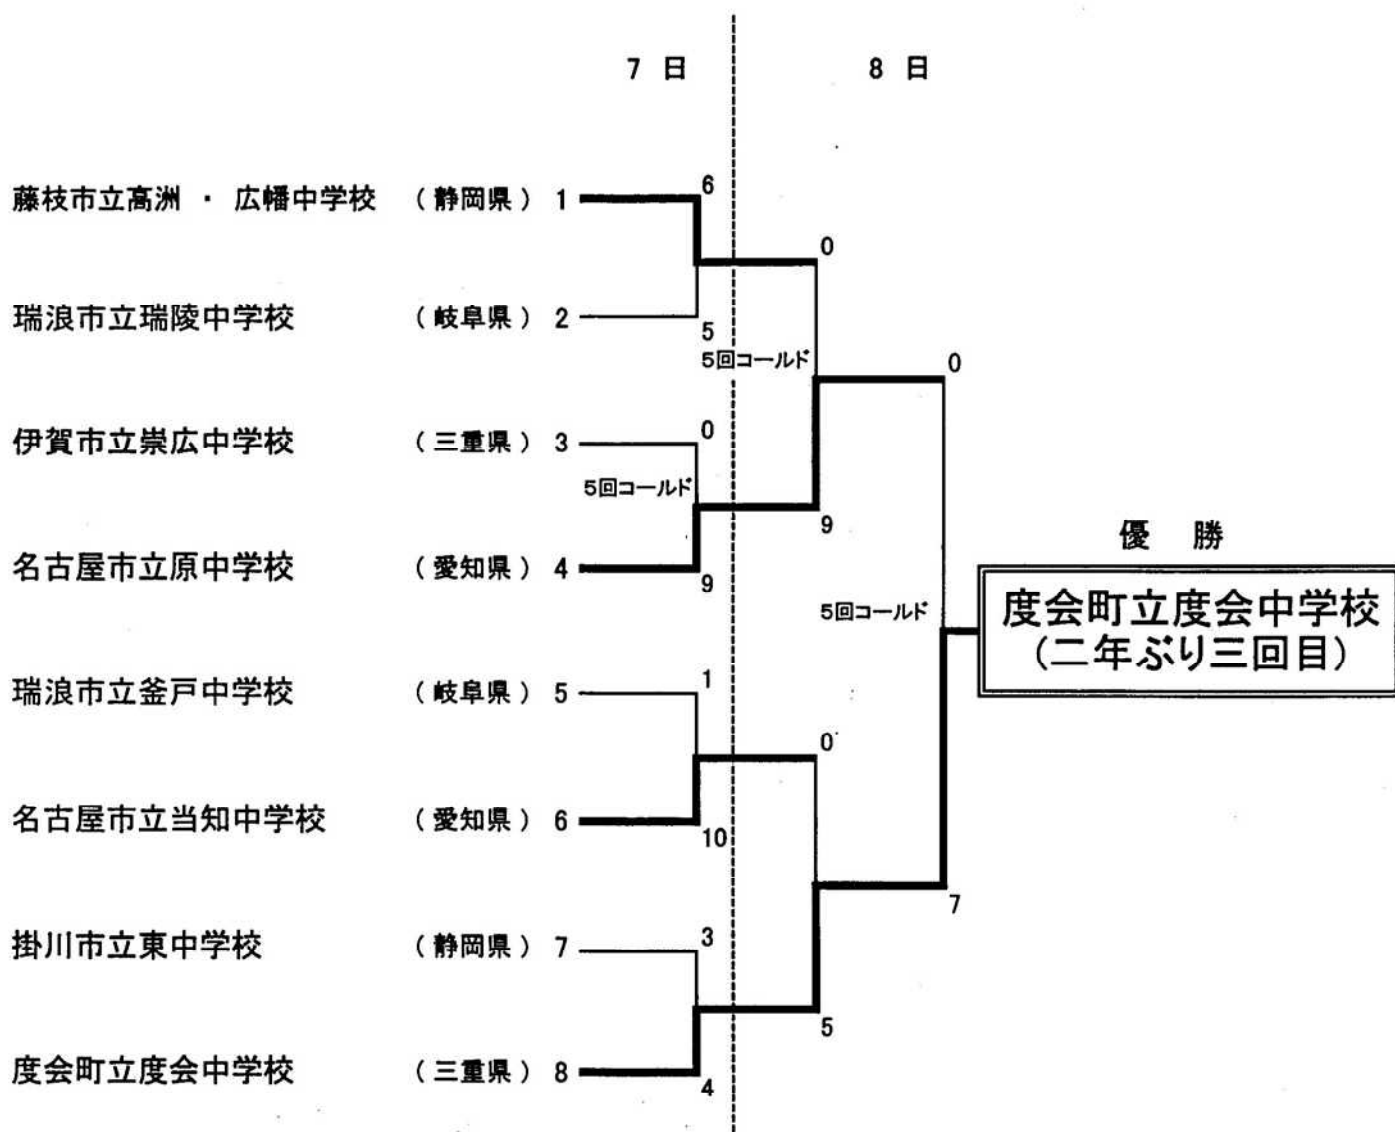 7 日 8 日
藤枝市立高洲 ・ 広幡中学校 （静岡県） 1 6
0
瑞浪市立瑞陵中学校 （岐阜県） 2 5
5回コールド 0
伊賀市立崇広中学校 （三重県） 3 0
5回コールド
9
優 勝
名古屋市立原中学校 （愛知県） 4 9
5回コールド
度会町立度会中学校
（二年ぶり三回目）
瑞浪市立釜戸中学校 （岐阜県） 5 1
0
名古屋市立当知中学校 （愛知県） 6 10
7
掛川市立東中学校 （静岡県） 7 3
5
度会町立度会中学校 （三重県） 8 4